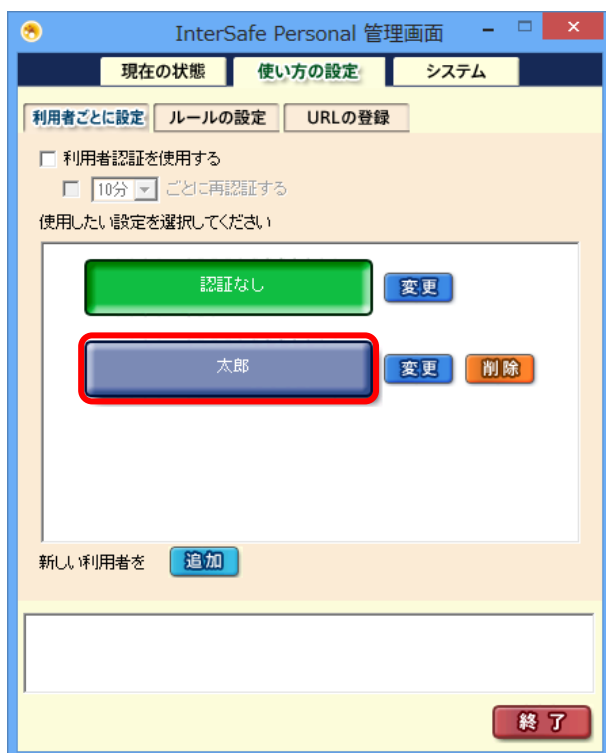 InterSafe Personal 管理画面
現在の状態 使い方の設定 システム
利用者ごとに設定 ルールの設定 URLの登録
利用者認証を使用する
10分 ごとに再認証する
使用したい設定を選択してください
認証なし 変更
太郎 変更 削除
新しい利用者を 追加
終了